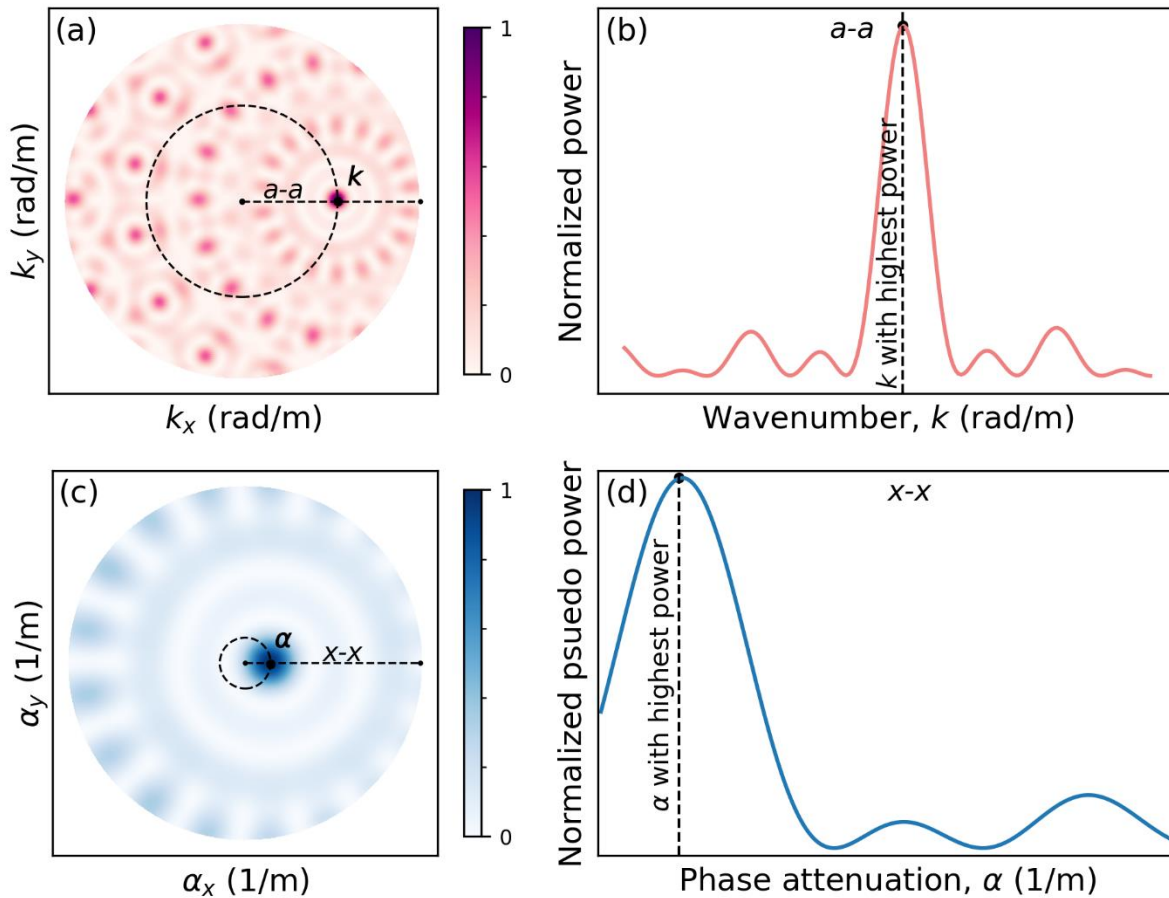 (a)
k
a-a
k_y (rad/m)
k_x (rad/m)
1
0
(b)
a-a
k with highest power
Normalized power
Wavenumber, k (rad/m)
(c)
α
x-x
α_y (1/m)
α_x (1/m)
1
0
(d)
x-x
α with highest power
Normalized psuedo power
Phase attenuation, α (1/m)